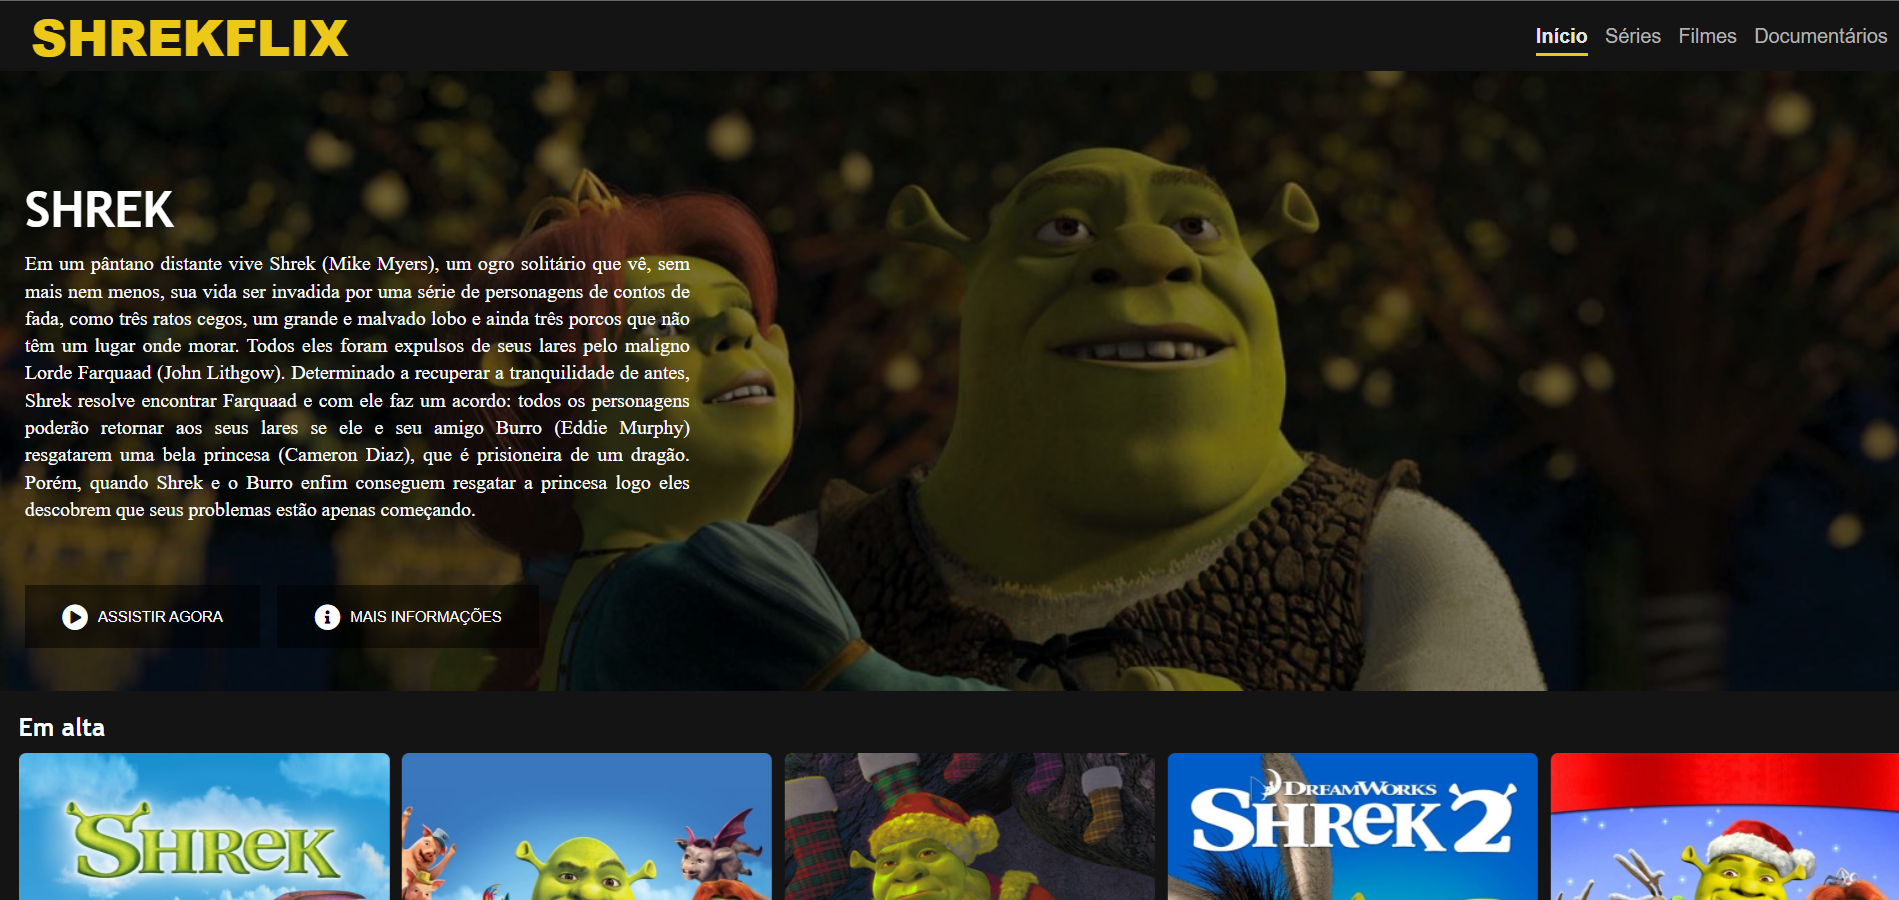 SHREKFLIX
Início Séries Filmes Documentários
SHREK
Em um pântano distante vive Shrek (Mike Myers), um ogro solitário que vê, sem
mais nem menos, sua vida ser invadida por uma série de personagens de contos de
fada, como três ratos cegos, um grande e malvado lobo e ainda três porcos que não
têm um lugar onde morar. Todos eles foram expulsos de seus lares pelo maligno
Lorde Farquaad (John Lithgow). Determinado a recuperar a tranquilidade de antes,
Shrek resolve encontrar Farquaad e com ele faz um acordo: todos os personagens
poderão retornar aos seus lares se ele e seu amigo Burro (Eddie Murphy)
resgatarem uma bela princesa (Cameron Diaz), que é prisioneira de um dragão.
Porém, quando Shrek e o Burro enfim conseguem resgatar a princesa logo eles
descobrem que seus problemas estão apenas começando.
ASSISTIR AGORA MAIS INFORMAÇÕES
Em alta
SHREK
DREAMWORKS
SHREK 2